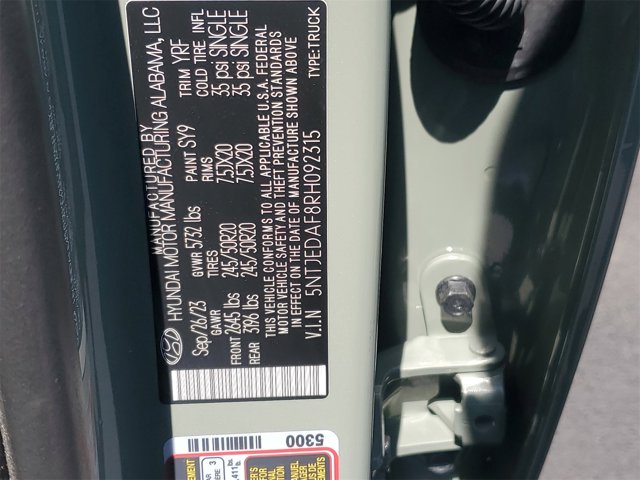 MANUFACTURED BY
HYUNDAI MOTOR MANUFACTURING ALABAMA, LLC
Sep/26/23 GVWR 5732 lbs PAINT SY9 TRIM YRF
GAWR TIRES RIMS COLD TIRE INFL
FRONT 2645 lbs 245/50R20 7.5JX20 35 psi SINGLE
REAR 3196 lbs 245/50R20 7.5JX20 35 psi SINGLE
THIS VEHICLE CONFORMS TO ALL APPLICABLE U.S.A. FEDERAL
MOTOR VEHICLE SAFETY AND THEFT PREVENTION STANDARDS
IN EFFECT ON THE DATE OF MANUFACTURE SHOWN ABOVE
V.I.N 5NTJEDAF8RH092315 TYPE:TRUCK
5300
3